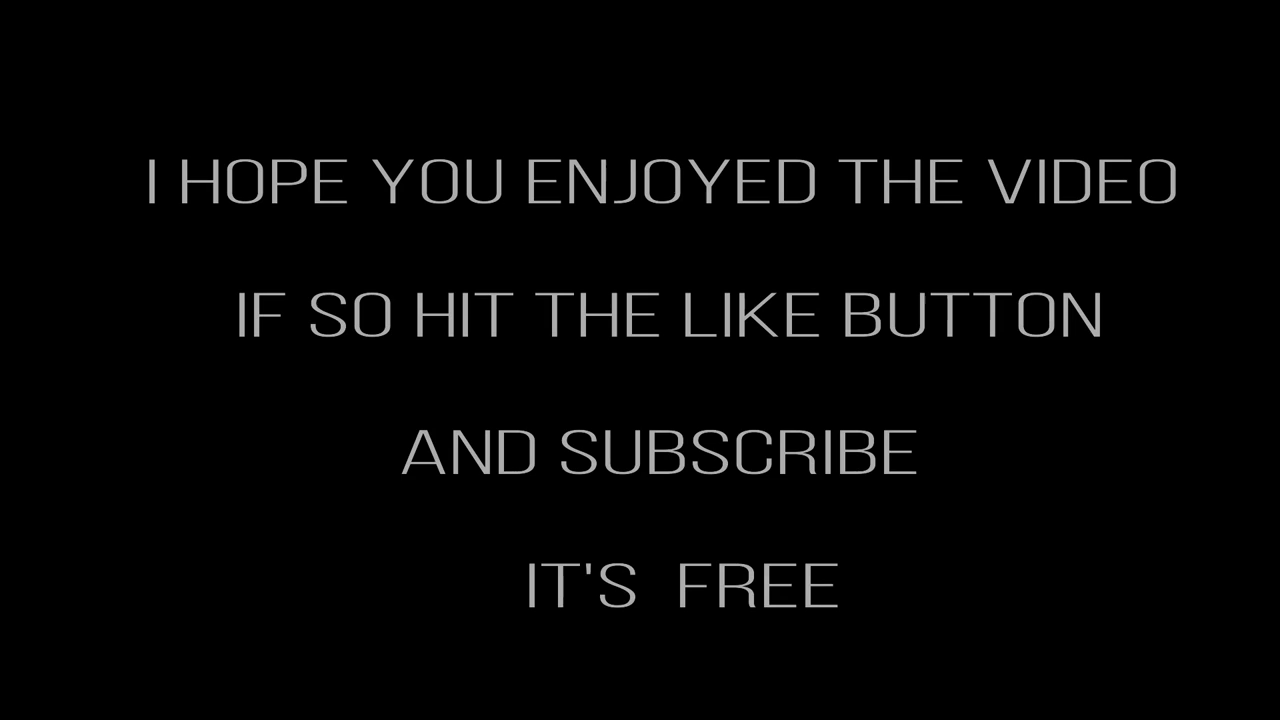 I HOPE YOU ENJOYED THE VIDEO
IF SO HIT THE LIKE BUTTON
AND SUBSCRIBE
IT'S  FREE